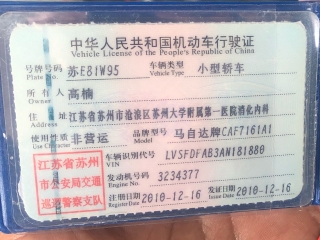 中华人民共和国机动车行驶证
Vehicle License of the People's Republic of China
号牌号码 苏E81W95 车辆类型 小型轿车
Plate No. Vehicle Type
所有人 高楠
Owner
住址 江苏省苏州市沧浪区苏州大学附属第一医院消化内科
Address
使用性质 非营运 品牌型号 马自达牌CAF7161A1
Use Character Model
江苏省苏州 车辆识别代号 LVSFDFAB3AN181880
VIN
市公安局交通 发动机号码 3234377
Engine No.
巡逻警察支队 注册日期 2010-12-16 发证日期 2010-12-16
Register Date Issue Date